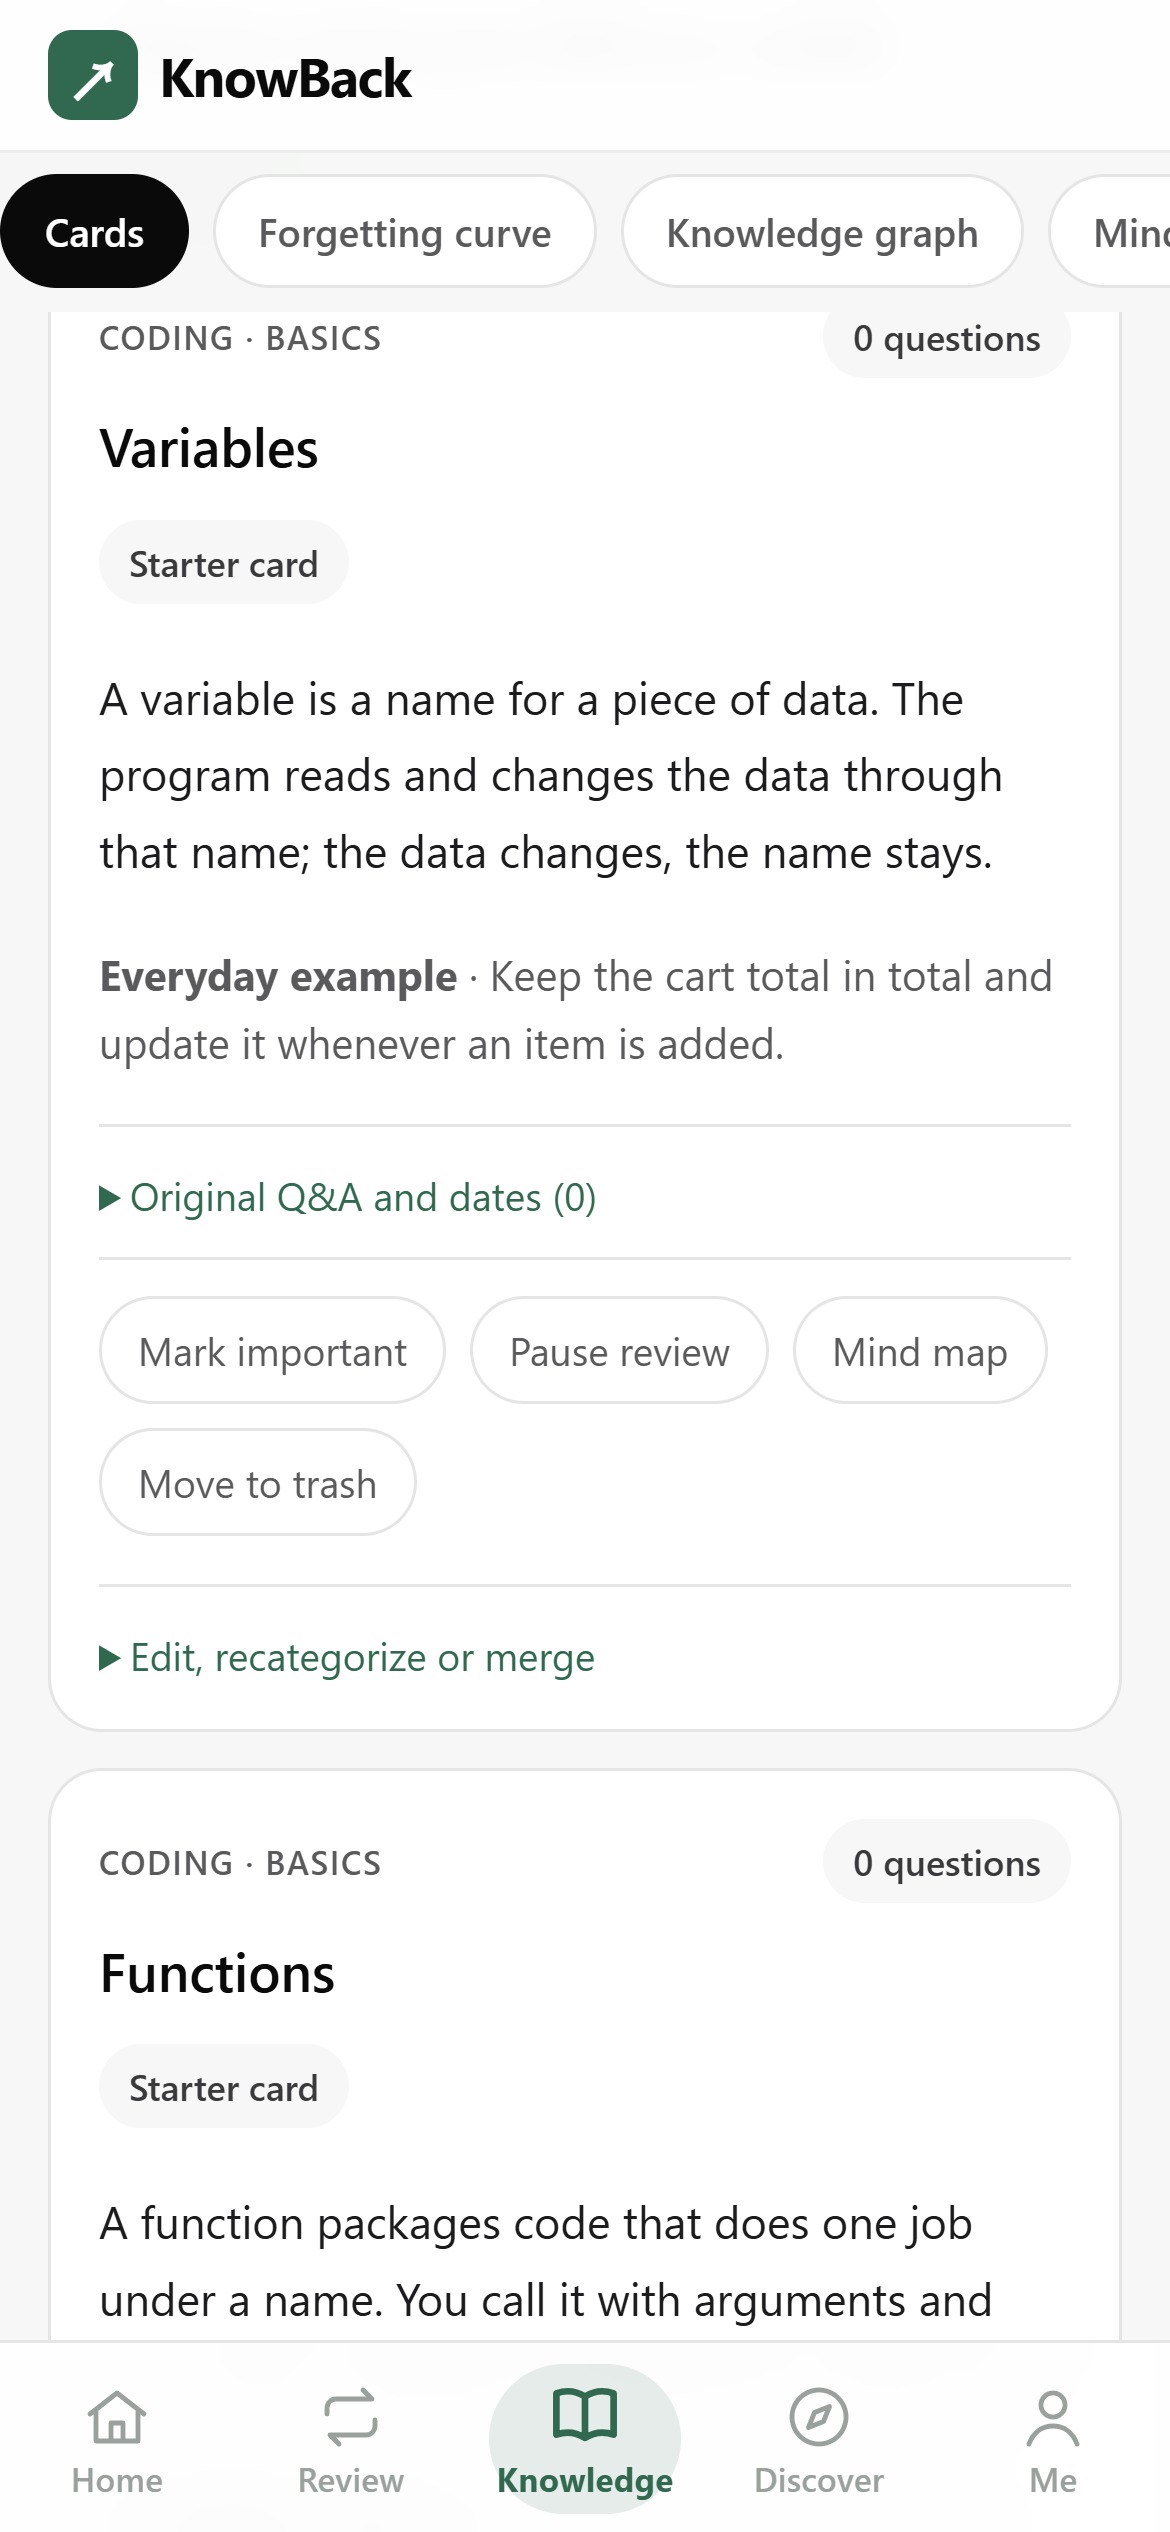 KnowBack
Cards
Forgetting curve
Knowledge graph
CODING · BASICS
0 questions
Variables
Starter card
A variable is a name for a piece of data. The
program reads and changes the data through
that name; the data changes, the name stays.
Everyday example · Keep the cart total in total and
update it whenever an item is added.
Original Q&A and dates (0)
Mark important
Pause review
Mind map
Move to trash
Edit, recategorize or merge
CODING · BASICS
0 questions
Functions
Starter card
A function packages code that does one job
under a name. You call it with arguments and
Home
Review
Knowledge
Discover
Me